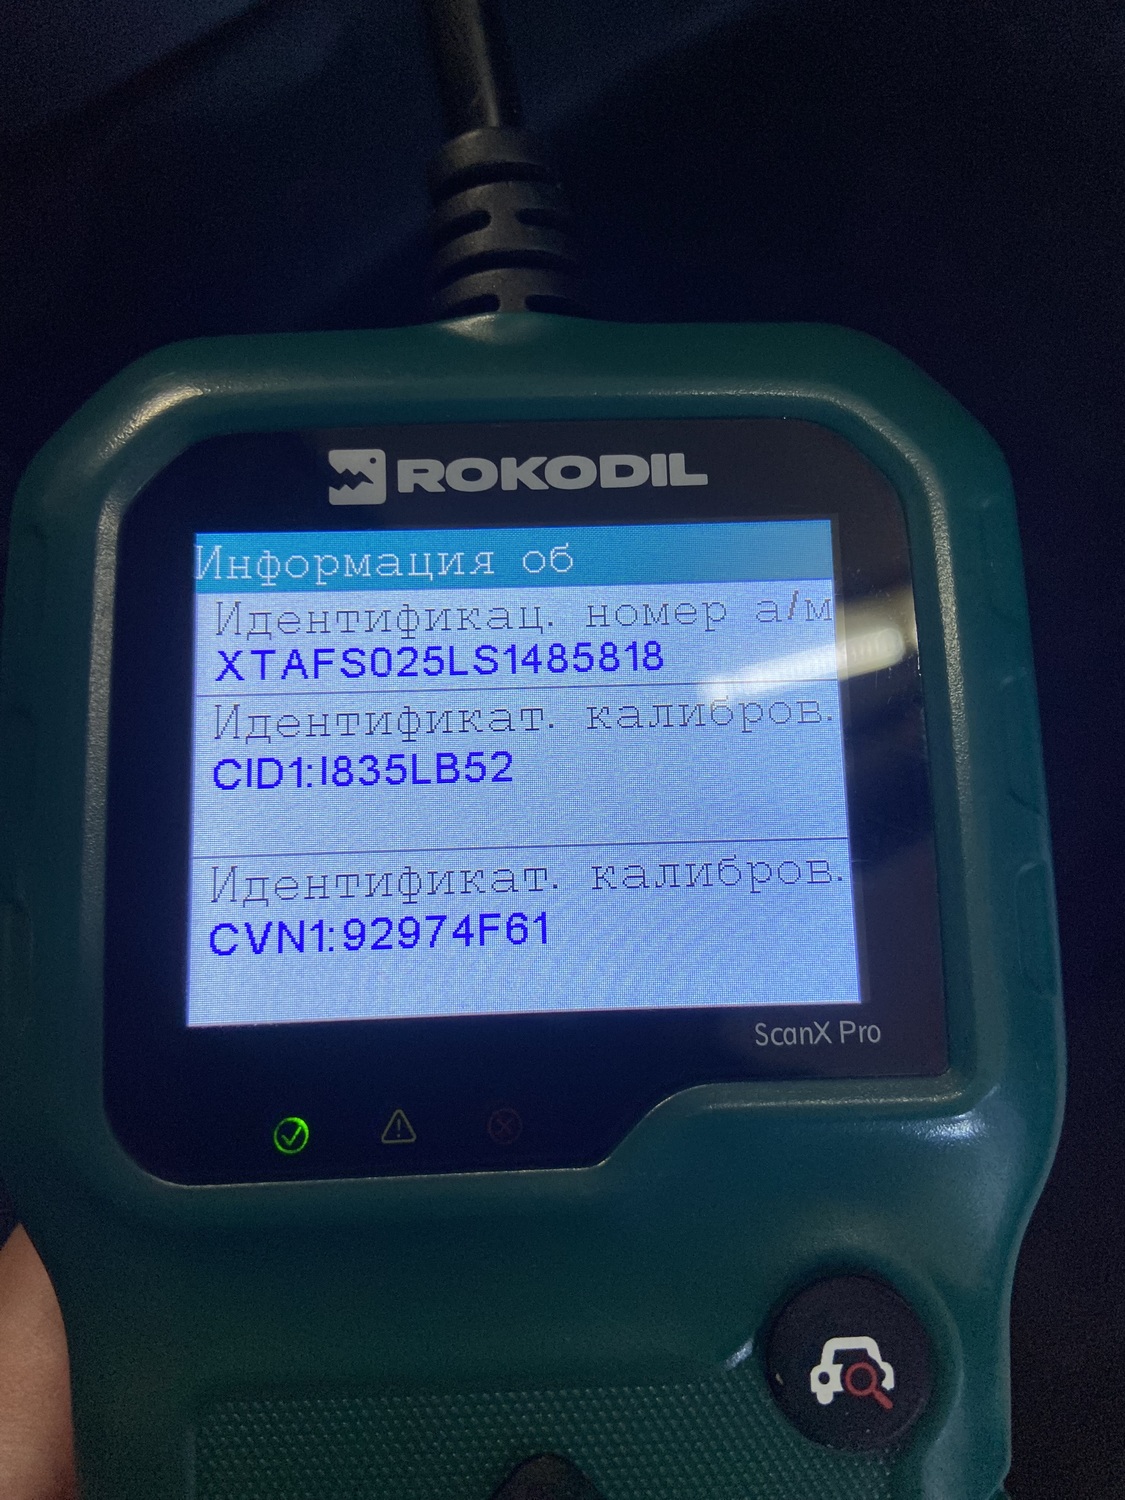 ROKODIL
Информация об
Идентификац. номер а/м
XTAFS025LS1485818
Идентификат. калибров.
CID1:I835LB52
Идентификат. калибров.
CVN1:92974F61
ScanX Pro